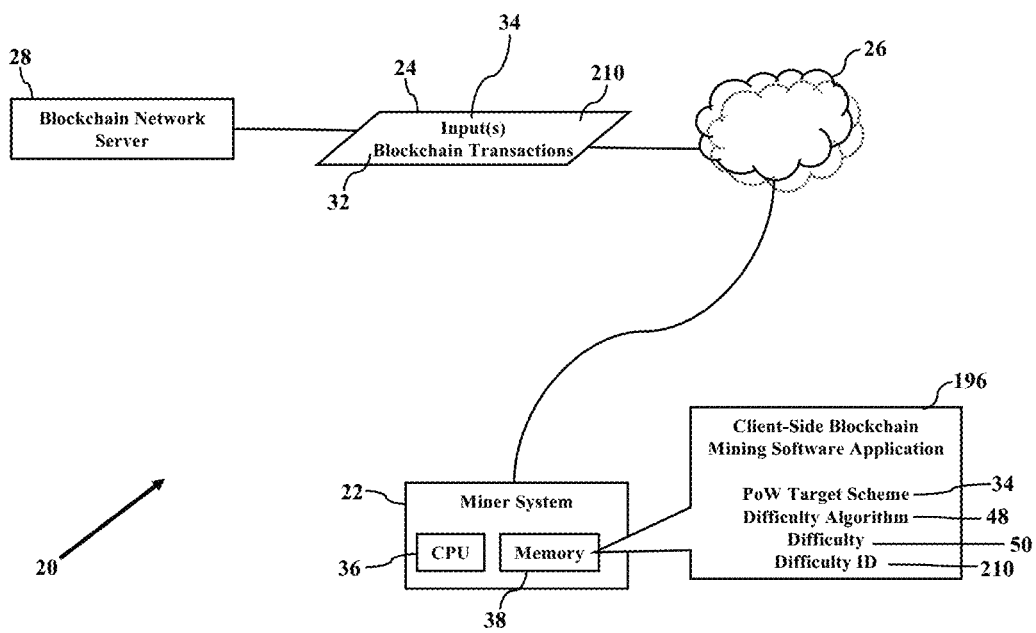 34
28
24
210
26
Blockchain Network
Server
Input(s)
Blockchain Transactions
32
196
Client-Side Blockchain
Mining Software Application
22
Miner System
PoW Target Scheme
34
Difficulty Algorithm
48
CPU
Memory
Difficulty
50
36
Difficulty ID
210
20
38